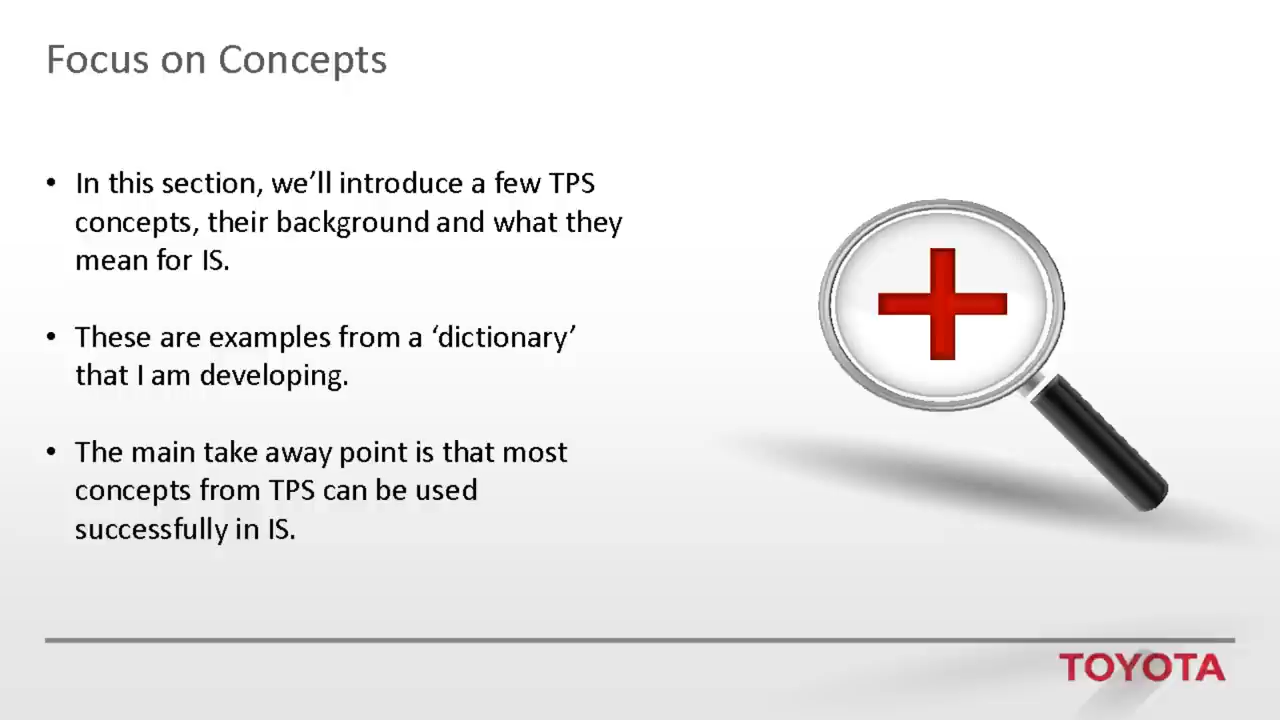 Focus on Concepts
• In this section, we’ll introduce a few TPS
concepts, their background and what they
mean for IS.
• These are examples from a ‘dictionary’
that I am developing.
• The main take away point is that most
concepts from TPS can be used
successfully in IS.
TOYOTA